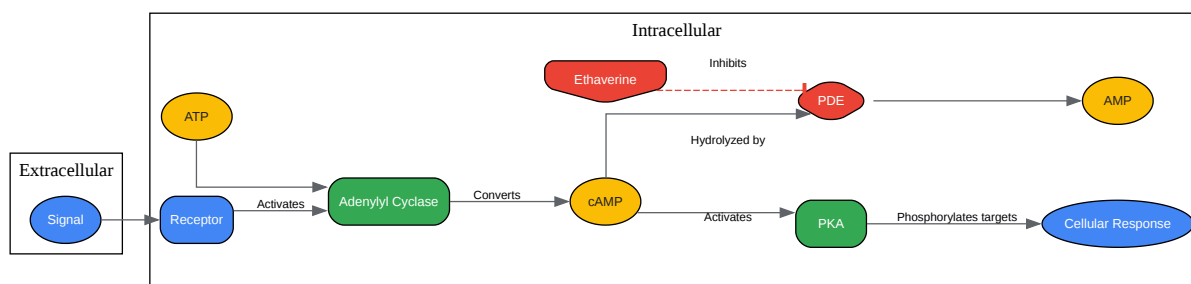 Intracellular
Ethaverine
Inhibits
PDE
AMP
ATP
Hydrolyzed by
Extracellular
Signal
Receptor
Activates
Adenylyl Cyclase
Converts
cAMP
Activates
PKA
Phosphorylates targets
Cellular Response